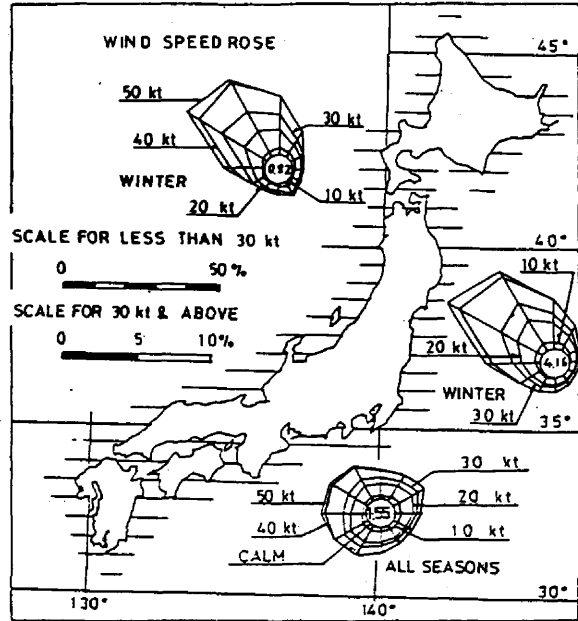 WIND SPEED ROSE
45°
50 kt
30 kt
40 kt
0.82
WINTER
10 kt
20 kt
SCALE FOR LESS THAN 30 kt
40°
0 50%
10 kt
SCALE FOR 30 kt & ABOVE
0 5 10%
20 kt
4.16
WINTER
30 kt
35°
30 kt
50 kt
20 kt
1.55
40 kt
10 kt
CALM
ALL SEASONS
30°
130° 140°